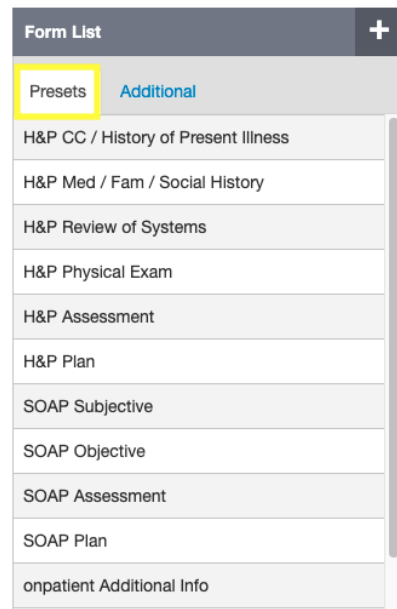 Form List +
Presets Additional
H&P CC / History of Present Illness
H&P Med / Fam / Social History
H&P Review of Systems
H&P Physical Exam
H&P Assessment
H&P Plan
SOAP Subjective
SOAP Objective
SOAP Assessment
SOAP Plan
onpatient Additional Info